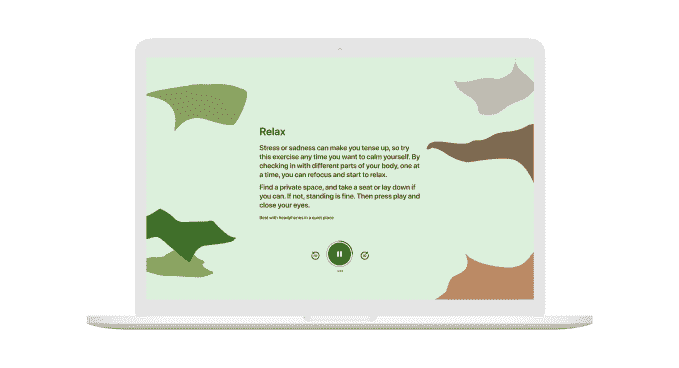 Relax
Stress or sadness can make you tense up, so try
this exercise any time you want to calm yourself. By
checking in with different parts of your body, one at
a time, you can refocus and start to relax.
Find a private space, and take a seat or lay down if
you can. If not, standing is fine. Then press play and
close your eyes.
Best with headphones in a quiet place